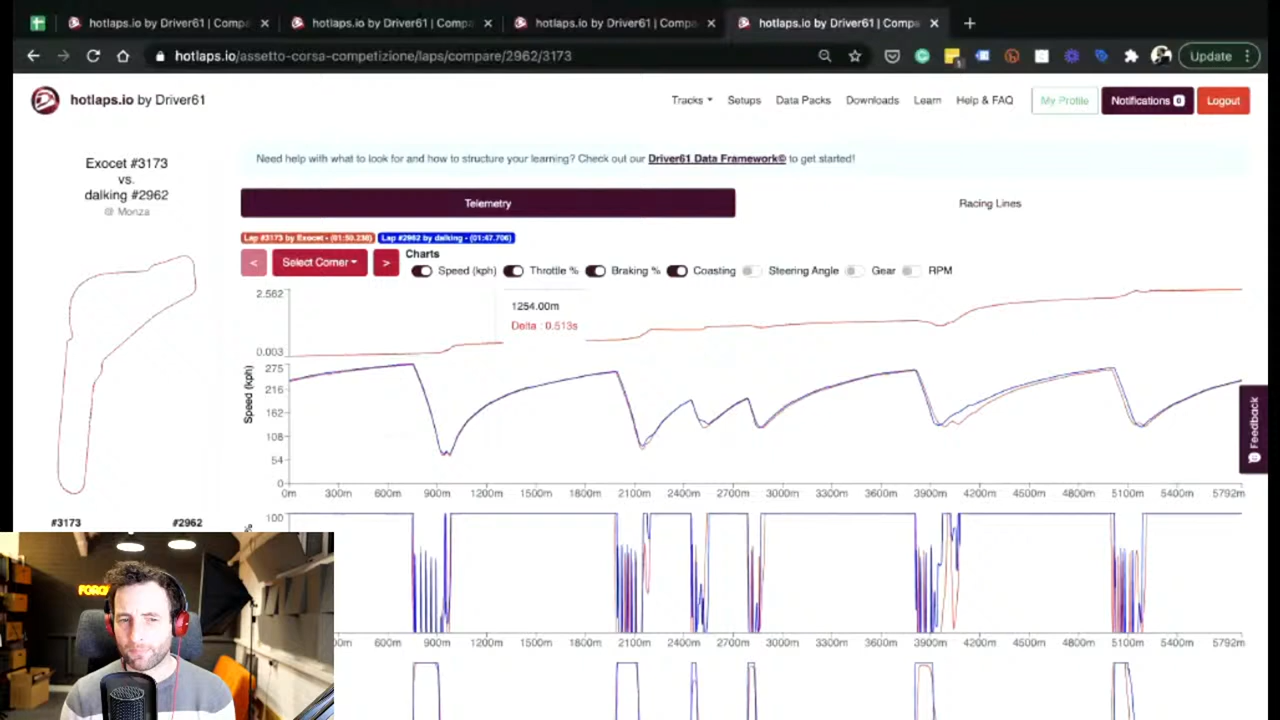 hotlaps.io by Driver61 | Compa
hotlaps.io by Driver61 | Compa
hotlaps.io by Driver61 | Compa
hotlaps.io by Driver61 | Compa
hotlaps.io/assetto-corsa-competizione/laps/compare/2962/3173
Update
hotlaps.io by Driver61
Tracks
Setups
Data Packs
Downloads
Learn
Help & FAQ
My Profile
Notifications 0
Logout
Exocet #3173
vs.
dalking #2962
@ Monza
Need help with what to look for and how to structure your learning? Check out our Driver61 Data Framework© to get started!
Telemetry
Racing Lines
Lap #3173 by Exocet - (01:50.238)
Lap #2962 by dalking - (01:47.706)
<
Select Corner
>
Charts
Speed (kph)
Throttle %
Braking %
Coasting
Steering Angle
Gear
RPM
2.562
0.003
1254.00m
Delta : 0.513s
Speed (kph)
275
216
162
108
54
0
0m 300m 600m 900m 1200m 1500m 1800m 2100m 2400m 2700m 3000m 3300m 3600m 3900m 4200m 4500m 4800m 5100m 5400m 5792m
Feedback
#3173
#2962
100
%
600m 900m 1200m 1500m 1800m 2100m 2400m 2700m 3000m 3300m 3600m 3900m 4200m 4500m 4800m 5100m 5400m 5792m